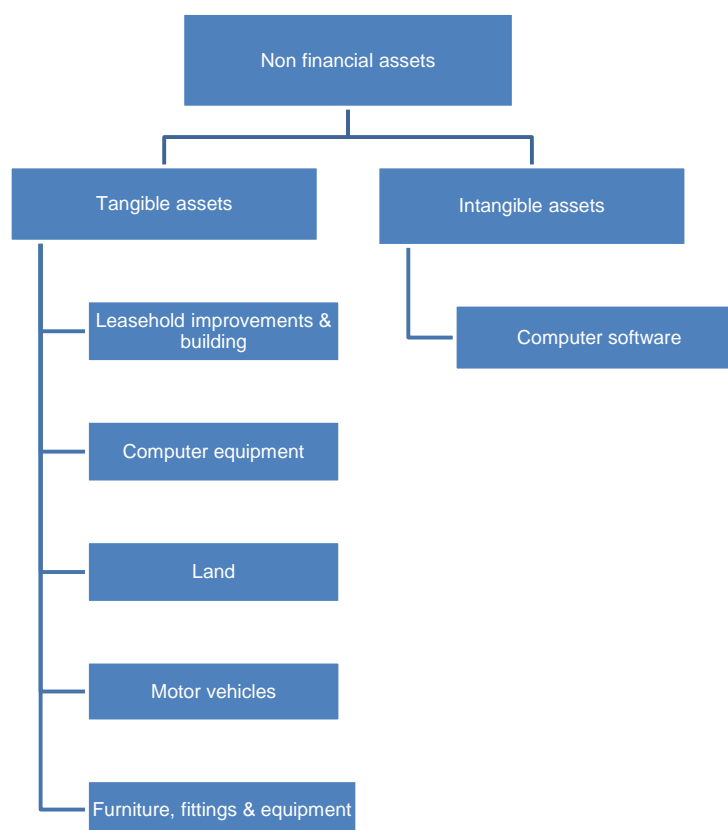 Non financial assets
Tangible assets
Intangible assets
Leasehold improvements &
building
Computer software
Computer equipment
Land
Motor vehicles
Furniture, fittings & equipment